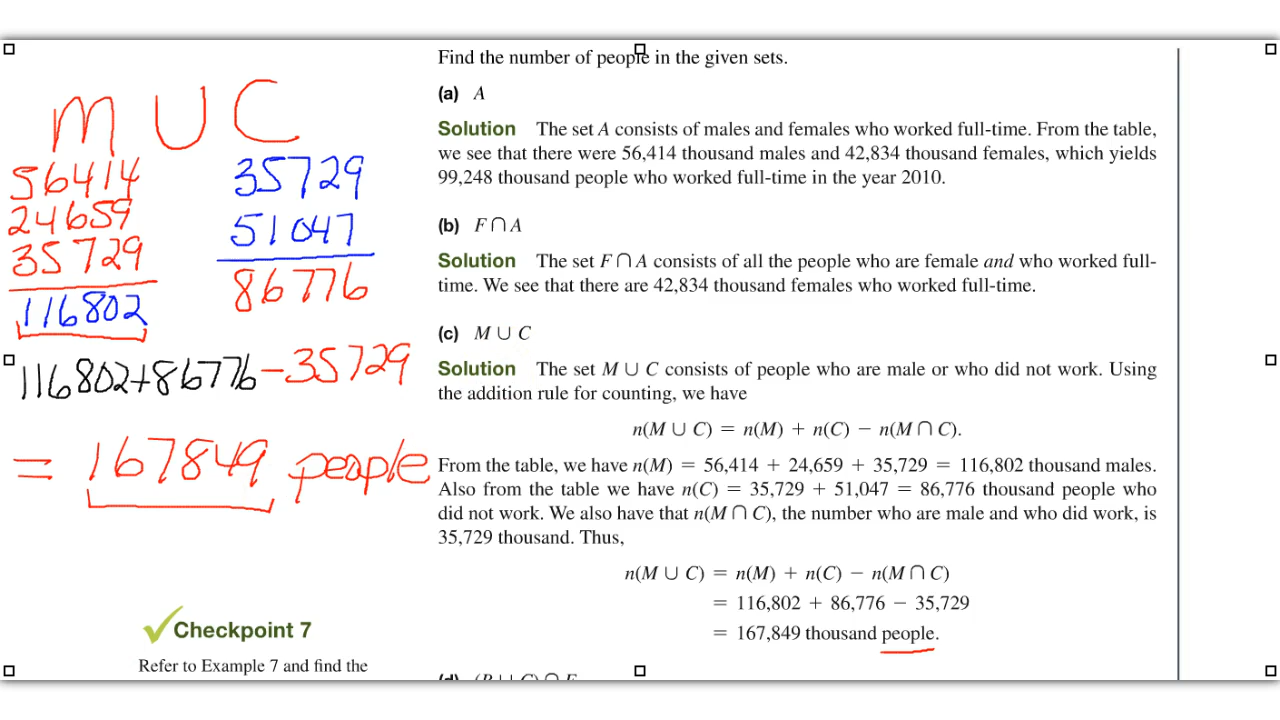 M U C
56414
24659
35729
116802
35729
51047
86776
116802+86776-35729
= 167849 people
Checkpoint 7
Refer to Example 7 and find the
Find the number of people in the given sets.
(a) A
Solution The set A consists of males and females who worked full-time. From the table,
we see that there were 56,414 thousand males and 42,834 thousand females, which yields
99,248 thousand people who worked full-time in the year 2010.
(b) F ∩ A
Solution The set F ∩ A consists of all the people who are female and who worked full-
time. We see that there are 42,834 thousand females who worked full-time.
(c) M ∪ C
Solution The set M ∪ C consists of people who are male or who did not work. Using
the addition rule for counting, we have
n(M ∪ C) = n(M) + n(C) − n(M ∩ C).
From the table, we have n(M) = 56,414 + 24,659 + 35,729 = 116,802 thousand males.
Also from the table we have n(C) = 35,729 + 51,047 = 86,776 thousand people who
did not work. We also have that n(M ∩ C), the number who are male and who did work, is
35,729 thousand. Thus,
n(M ∪ C) = n(M) + n(C) − n(M ∩ C)
= 116,802 + 86,776 − 35,729
= 167,849 thousand people.